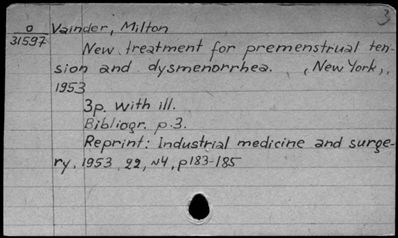 3
O Vainder, Milton
31597
New treatment for premenstrual ten-
sion and dysmenorrhea. (New York),
1953
3p. with ill.
Bibliogr. p.3.
Reprint: Industrial medicine and surge-
ry, 1953, 22, N4, p183-185